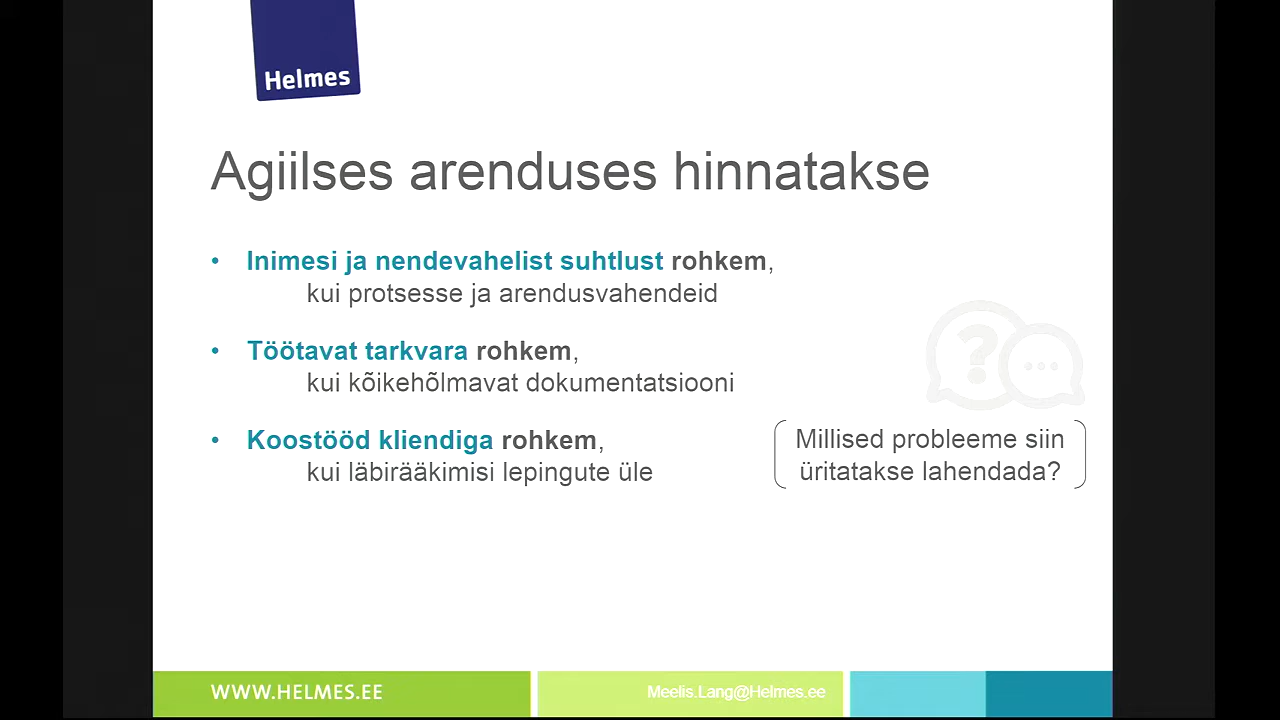 Helmes
Agiilses arenduses hinnatakse
• Inimesi ja nendevahelist suhtlust rohkem,
kui protsesse ja arendusvahendeid
• Töötavat tarkvara rohkem,
kui kõikehõlmavat dokumentatsiooni
• Koostööd kliendiga rohkem,
kui läbirääkimisi lepingute üle
Millised probleeme siin
üritatakse lahendada?
WWW.HELMES.EE
Meelis.Lang@Helmes.ee